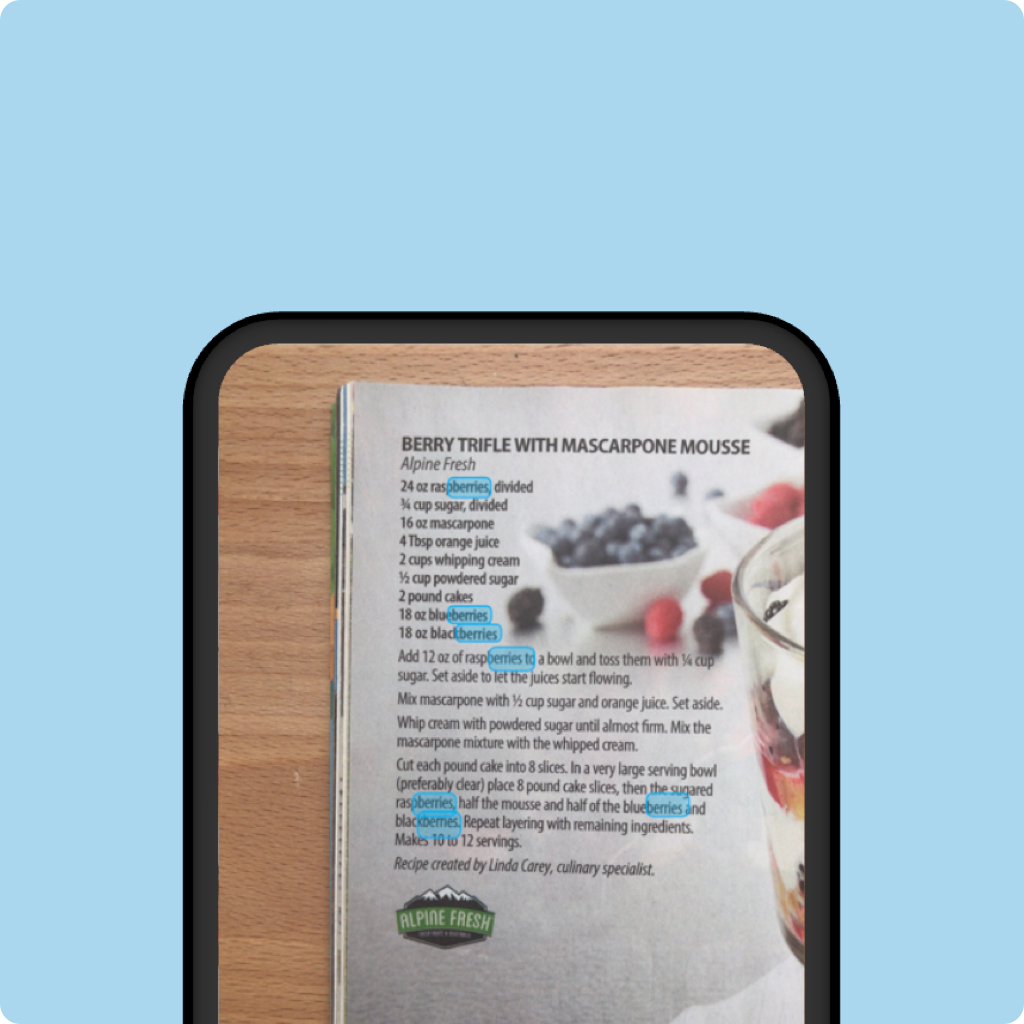 BERRY TRIFLE WITH MASCARPONE MOUSSE
Alpine Fresh
24 oz raspberries, divided
¾ cup sugar, divided
16 oz mascarpone
4 Tbsp orange juice
2 cups whipping cream
½ cup powdered sugar
2 pound cakes
18 oz blueberries
18 oz blackberries
Add 12 oz of raspberries to a bowl and toss them with ¼ cup
sugar. Set aside to let the juices start flowing.
Mix mascarpone with ½ cup sugar and orange juice. Set aside.
Whip cream with powdered sugar until almost firm. Mix the
mascarpone mixture with the whipped cream.
Cut each pound cake into 8 slices. In a very large serving bowl
(preferably clear) place 8 pound cake slices, then the sugared
raspberries, half the mousse and half of the blueberries and
blackberries. Repeat layering with remaining ingredients.
Makes 10 to 12 servings.
Recipe created by Linda Carey, culinary specialist.
ALPINE FRESH